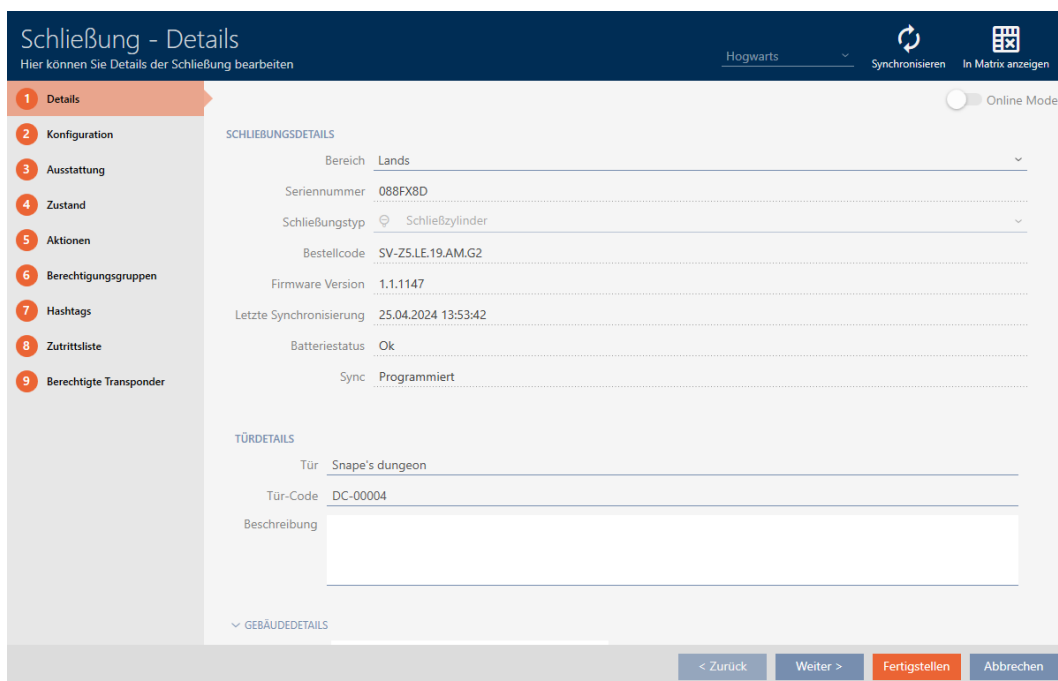 Schließung - Details
Hier können Sie Details der Schließung bearbeiten
Hogwarts
Synchronisieren
In Matrix anzeigen
1 Details
2 Konfiguration
3 Ausstattung
4 Zustand
5 Aktionen
6 Berechtigungsgruppen
7 Hashtags
8 Zutrittsliste
9 Berechtigte Transponder
Online Mode
SCHLIEßUNGSDETAILS
Bereich Lands
Seriennummer 088FX8D
Schließungstyp Schließzylinder
Bestellcode SV-Z5.LE.19.AM.G2
Firmware Version 1.1.1147
Letzte Synchronisierung 25.04.2024 13:53:42
Batteriestatus Ok
Sync Programmiert
TÜRDETAILS
Tür Snape's dungeon
Tür-Code DC-00004
Beschreibung
GEBÄUDEDETAILS
< Zurück Weiter > Fertigstellen Abbrechen